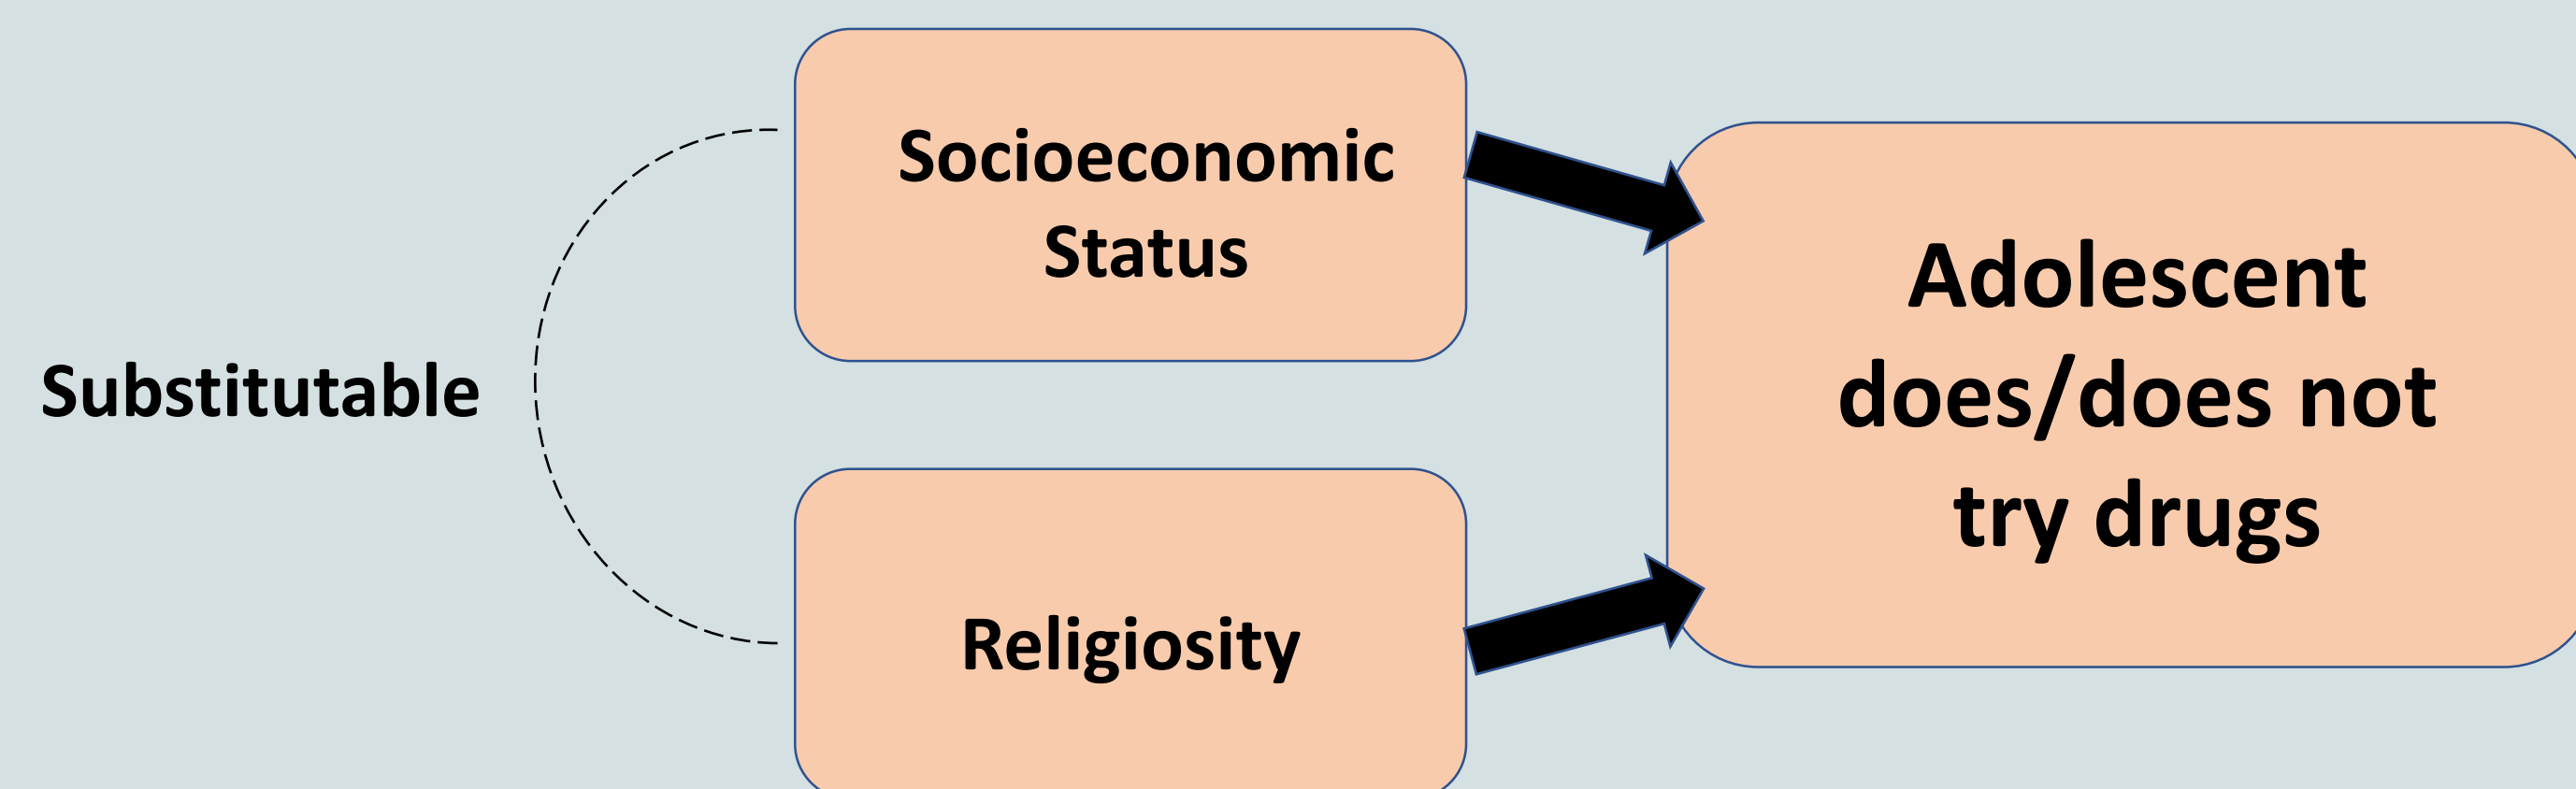 Substitutable
Socioeconomic
Status
Religiosity
Adolescent
does/does not
try drugs